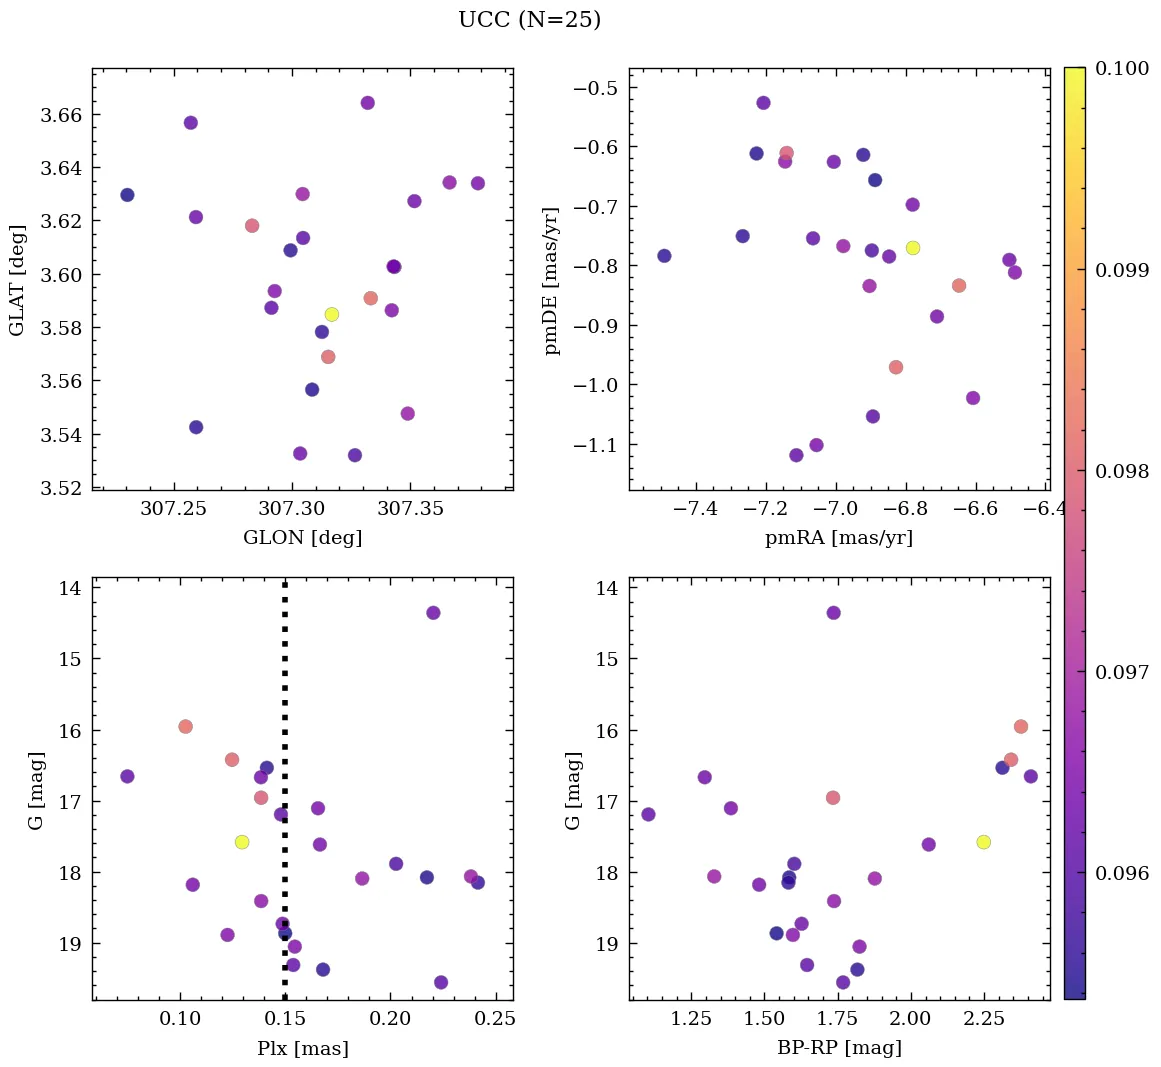 UCC (N=25)
3.66
3.64
3.62
3.60
3.58
3.56
3.54
3.52
GLAT [deg]
307.25 307.30 307.35
GLON [deg]
−0.5
−0.6
−0.7
−0.8
−0.9
−1.0
−1.1
pmDE [mas/yr]
−7.4 −7.2 −7.0 −6.8 −6.6 −6.4
pmRA [mas/yr]
0.100
0.099
0.098
0.097
0.096
14
15
16
17
18
19
G [mag]
0.10 0.15 0.20 0.25
Plx [mas]
14
15
16
17
18
19
G [mag]
1.25 1.50 1.75 2.00 2.25
BP-RP [mag]